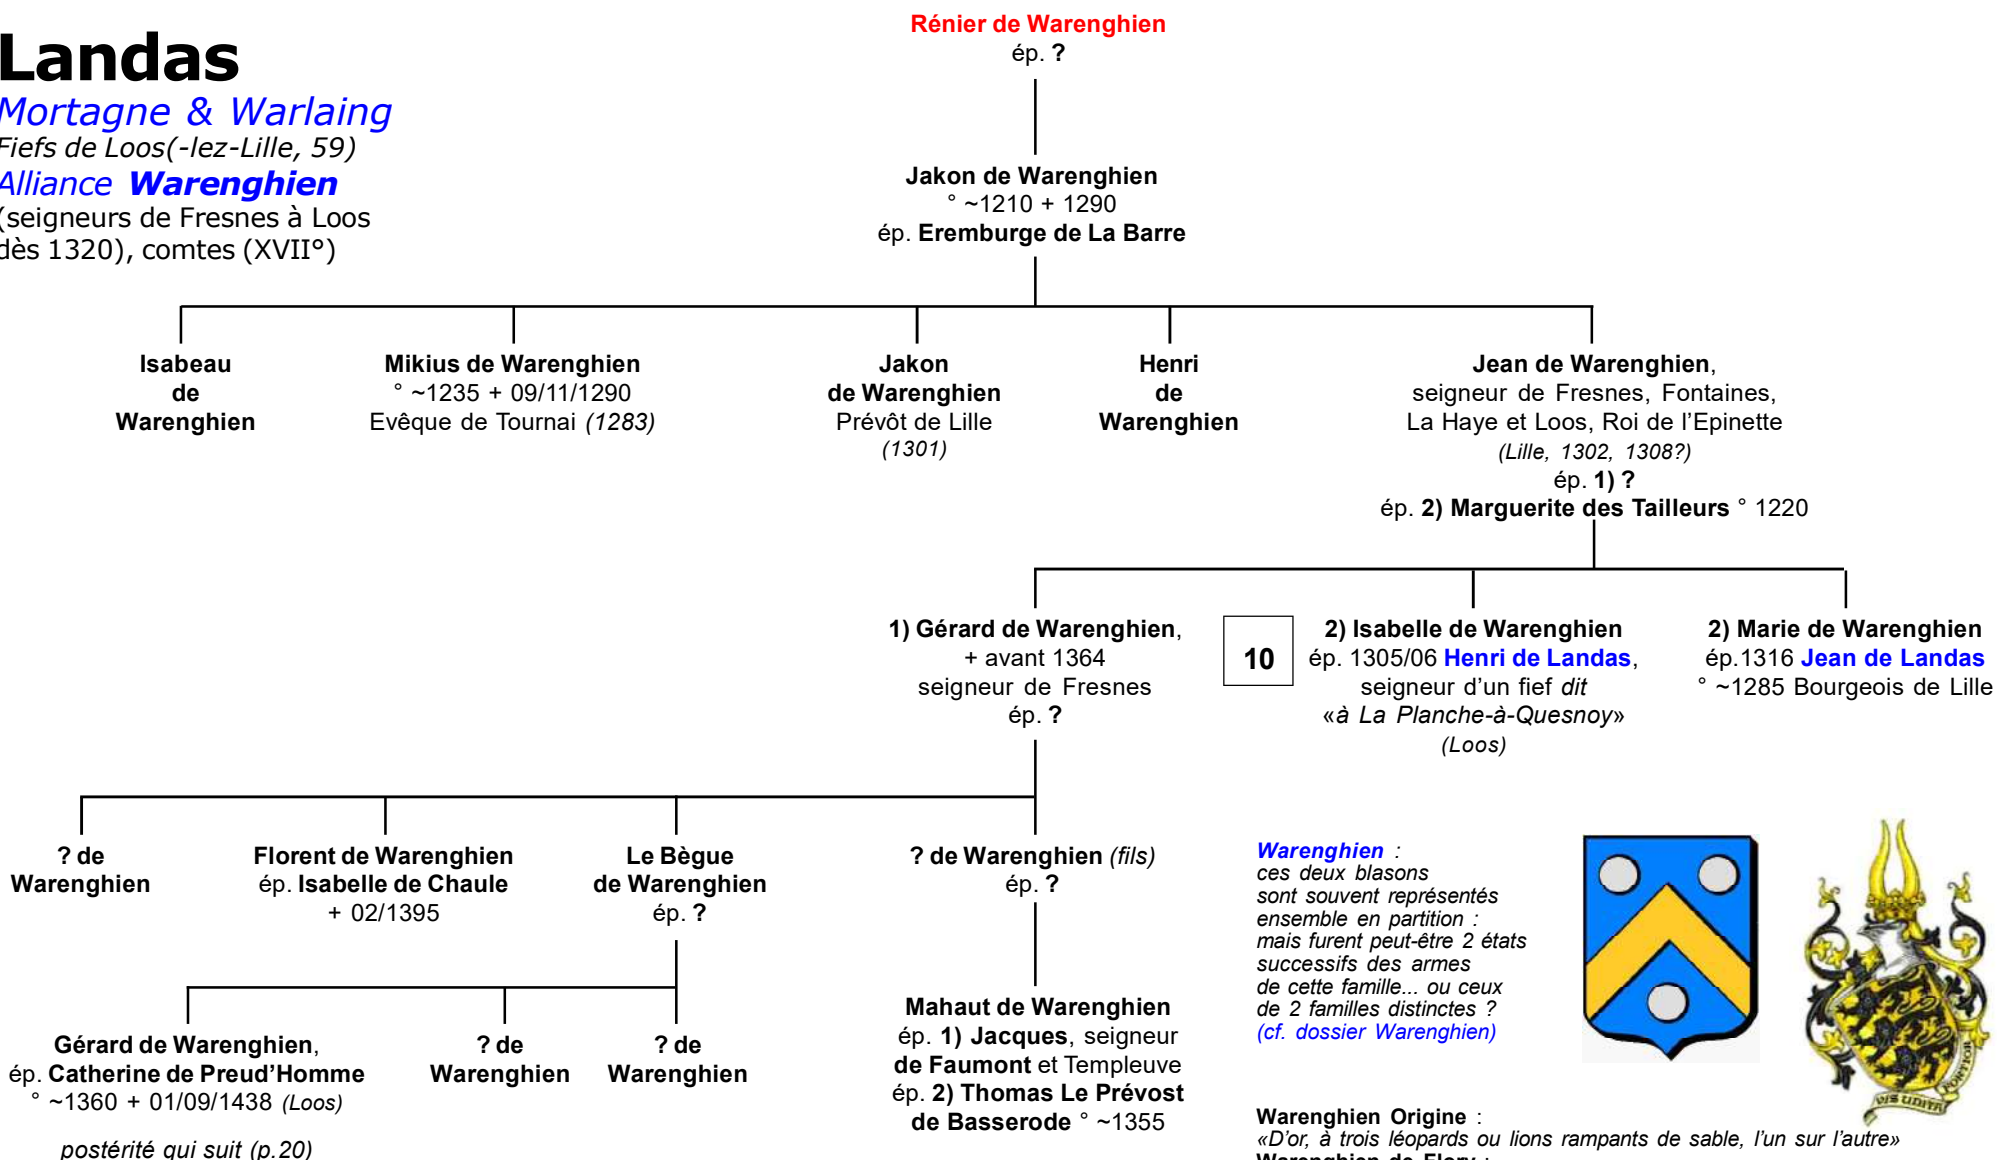 Landas
Mortagne & Warlaing
Fiefs de Loos(-lez-Lille, 59)
Alliance Warenghien
(seigneurs de Fresnes à Loos
dès 1320), comtes (XVII°)
Rénier de Warenghien
ép. ?
Jakon de Warenghien
° ~1210 + 1290
ép. Eremburge de La Barre
Isabeau
de
Warenghien
Mikius de Warenghien
° ~1235 + 09/11/1290
Evêque de Tournai (1283)
Jakon
de Warenghien
Prévôt de Lille
(1301)
Henri
de
Warenghien
Jean de Warenghien,
seigneur de Fresnes, Fontaines,
La Haye et Loos, Roi de l’Epinette
(Lille, 1302, 1308?)
ép. 1) ?
ép. 2) Marguerite des Tailleurs ° 1220
1) Gérard de Warenghien,
+ avant 1364
seigneur de Fresnes
ép. ?
10
2) Isabelle de Warenghien
ép. 1305/06 Henri de Landas,
seigneur d’un fief dit
«à La Planche-à-Quesnoy»
(Loos)
2) Marie de Warenghien
ép.1316 Jean de Landas
° ~1285 Bourgeois de Lille
? de
Warenghien
Florent de Warenghien
ép. Isabelle de Chaule
+ 02/1395
Le Bègue
de Warenghien
ép. ?
? de Warenghien (fils)
ép. ?
Gérard de Warenghien,
ép. Catherine de Preud’Homme
° ~1360 + 01/09/1438 (Loos)
postérité qui suit (p.20)
? de
Warenghien
? de
Warenghien
Mahaut de Warenghien
ép. 1) Jacques, seigneur
de Faumont et Templeuve
ép. 2) Thomas Le Prévost
de Basserode ° ~1355
Warenghien :
ces deux blasons
sont souvent représentés
ensemble en partition :
mais furent peut-être 2 états
successifs des armes
de cette famille... ou ceux
de 2 familles distinctes ?
(cf. dossier Warenghien)
VIS UNITA FORTIOR
Warenghien Origine :
«D’or, à trois léopards ou lions rampants de sable, l’un sur l’autre»
Warenghien de Flory :